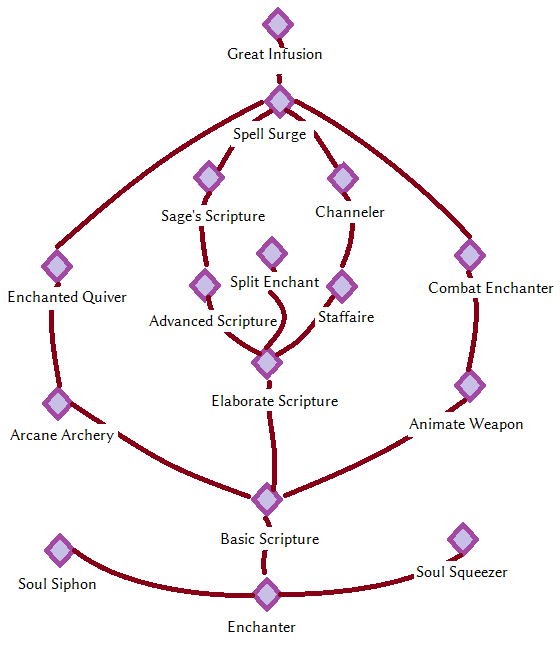 Great Infusion
Spell Surge
Sage's Scripture
Channeler
Split Enchant
Enchanted Quiver
Combat Enchanter
Advanced Scripture
Staffaire
Elaborate Scripture
Arcane Archery
Animate Weapon
Basic Scripture
Soul Siphon
Soul Squeezer
Enchanter